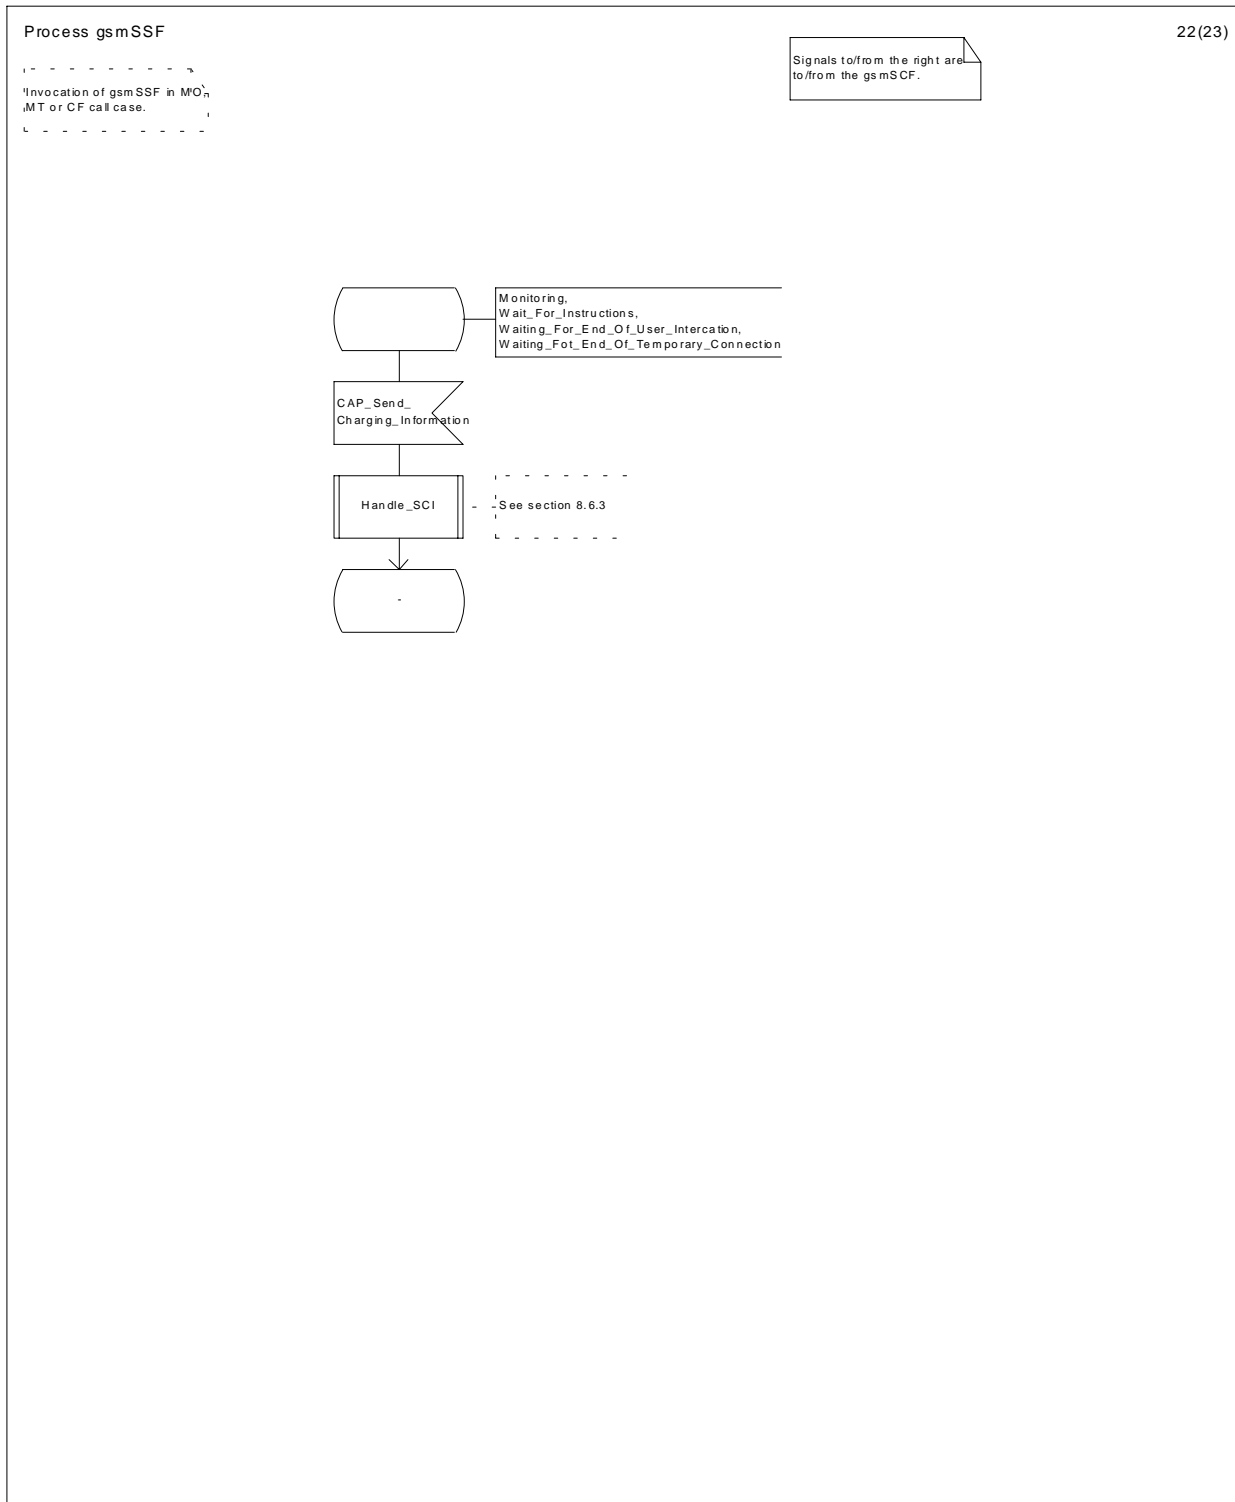 Process gsmSSF
22(23)
Signals to/from the right are
to/from the gsmSCF.
Invocation of gsmSSF in MO,
MT or CF call case.
Monitoring,
Wait_For_Instructions,
Waiting_For_End_Of_User_Intercation,
Waiting_Fot_End_Of_Temporary_Connection
CAP_Send_
Charging_Information
Handle_SCI
See section 8.6.3
-